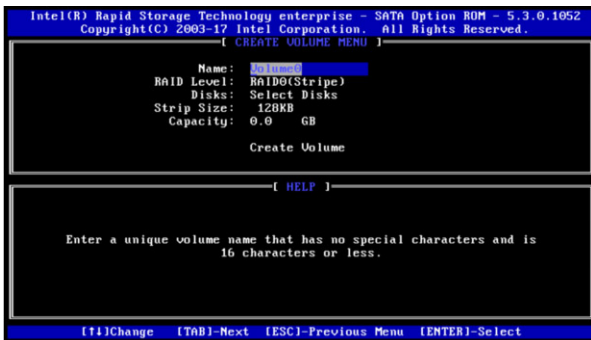 Intel(R) Rapid Storage Technology enterprise - SATA Option ROM - 5.3.0.1052
Copyright(C) 2003-17 Intel Corporation. All Rights Reserved.
[ CREATE VOLUME MENU ]
Name: Volume0
RAID Level: RAID0(Stripe)
Disks: Select Disks
Strip Size: 128KB
Capacity: 0.0 GB
Create Volume
[ HELP ]
Enter a unique volume name that has no special characters and is
16 characters or less.
[↑↓]Change [TAB]-Next [ESC]-Previous Menu [ENTER]-Select